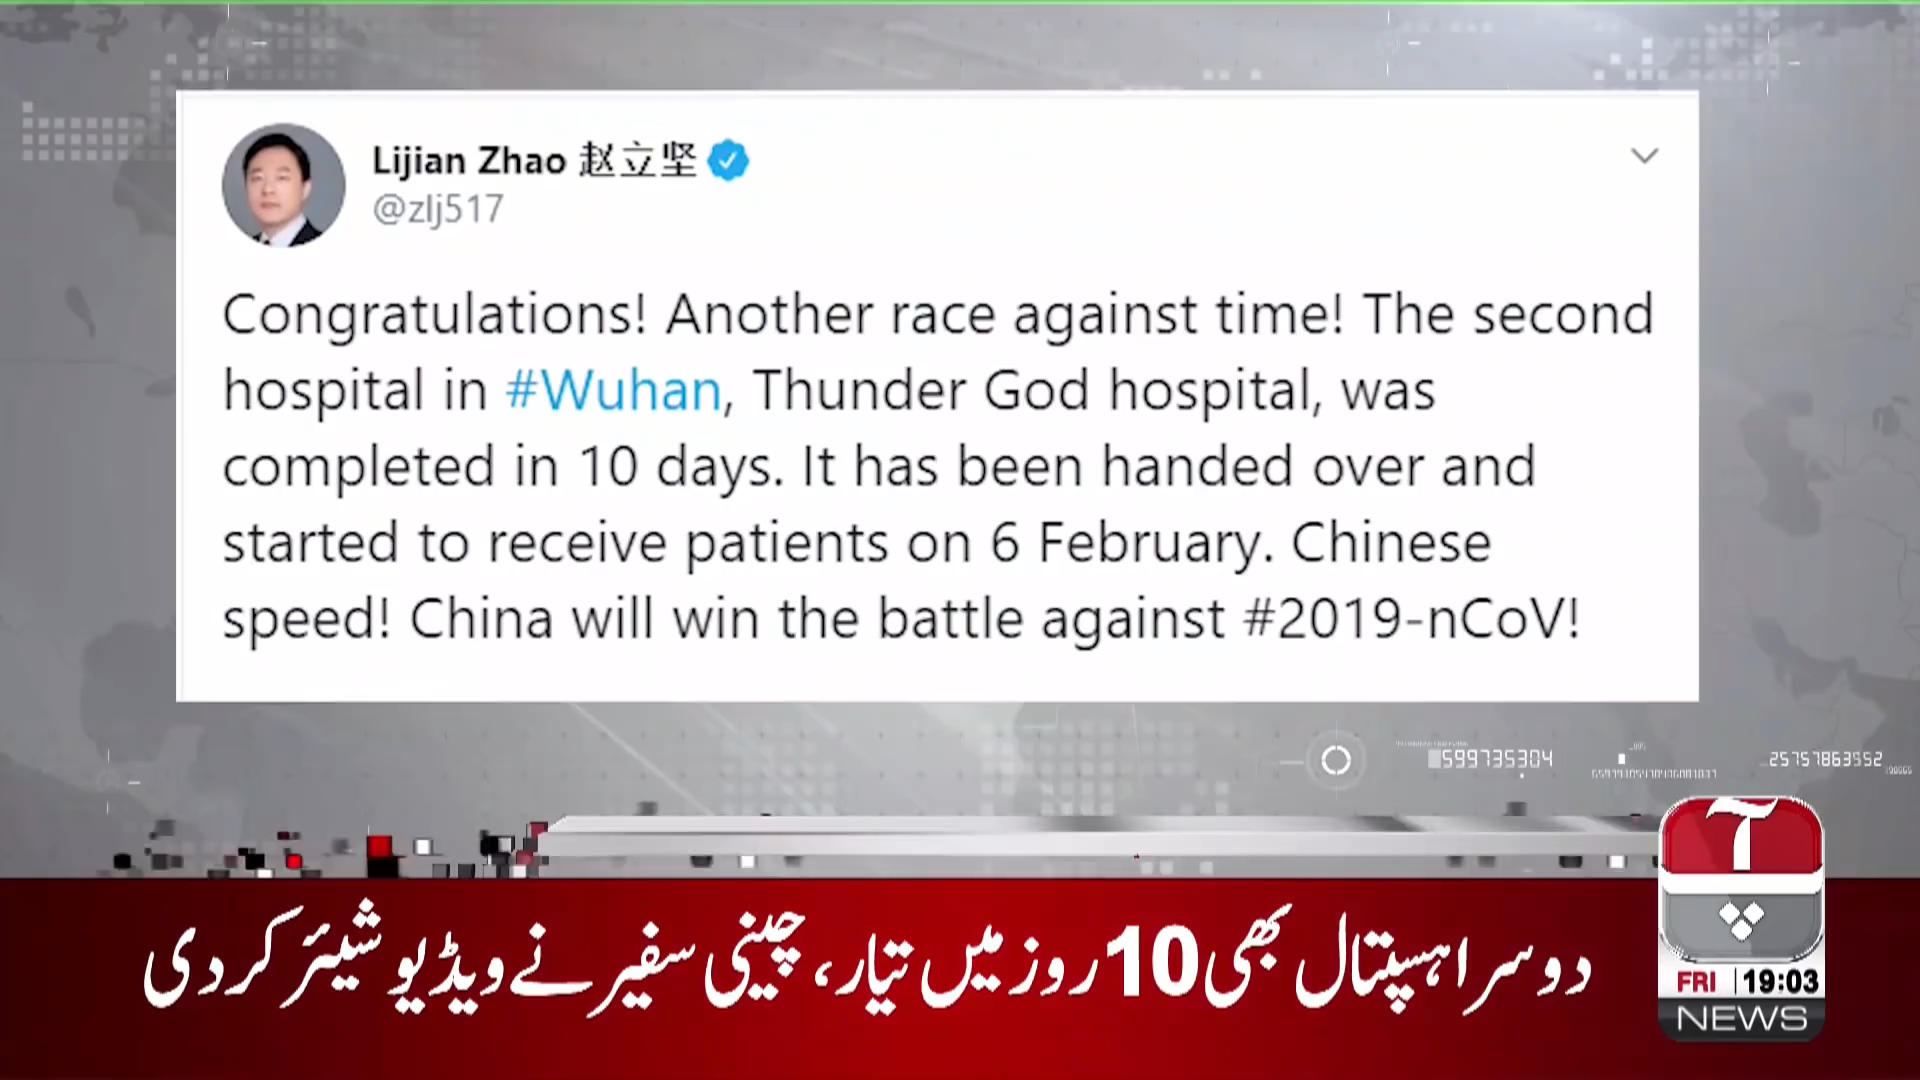 Lijian Zhao 赵立坚
@zlj517
Congratulations! Another race against time! The second
hospital in #Wuhan, Thunder God hospital, was
completed in 10 days. It has been handed over and
started to receive patients on 6 February. Chinese
speed! China will win the battle against #2019-nCoV!
599735304
25757863552
دوسرا ہسپتال بھی 10 روز میں تیار، چینی سفیر نے ویڈیو شیئر کر دی
آپ
FRI 19:03
NEWS